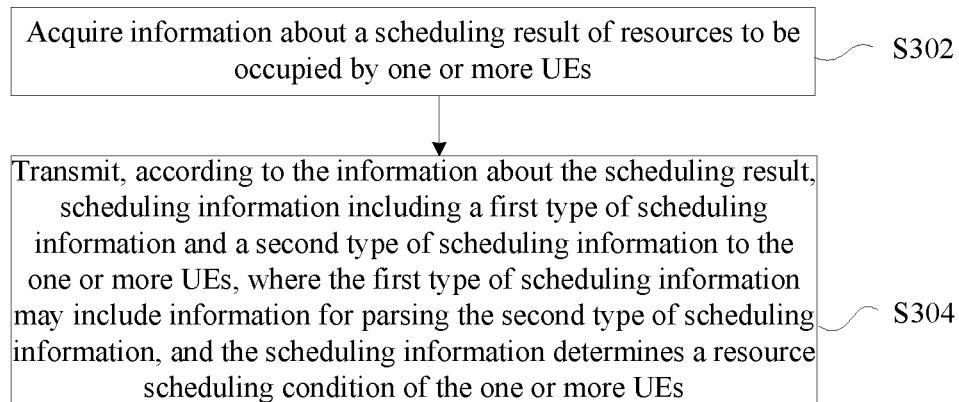 Acquire information about a scheduling result of resources to be
occupied by one or more UEs
S302
Transmit, according to the information about the scheduling result,
scheduling information including a first type of scheduling
information and a second type of scheduling information to the
one or more UEs, where the first type of scheduling information
may include information for parsing the second type of scheduling
information, and the scheduling information determines a resource
scheduling condition of the one or more UEs
S304